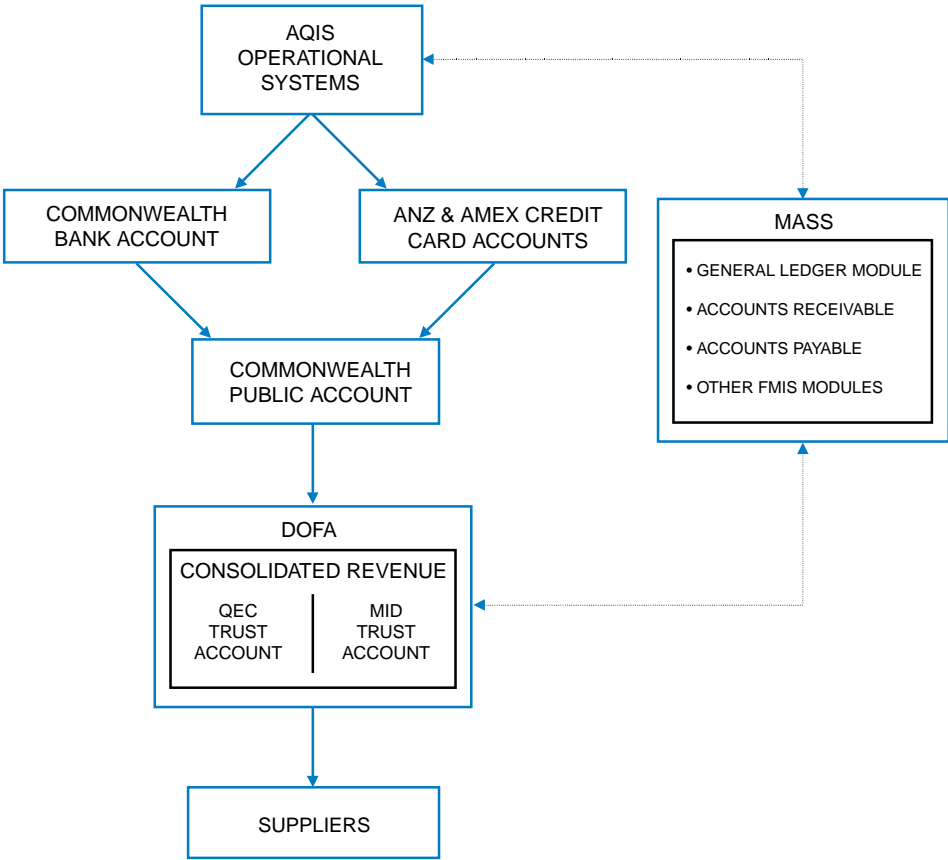 AQIS
OPERATIONAL
SYSTEMS
COMMONWEALTH
BANK ACCOUNT
ANZ & AMEX CREDIT
CARD ACCOUNTS
MASS
• GENERAL LEDGER MODULE
• ACCOUNTS RECEIVABLE
• ACCOUNTS PAYABLE
• OTHER FMIS MODULES
COMMONWEALTH
PUBLIC ACCOUNT
DOFA
CONSOLIDATED REVENUE
QEC
TRUST
ACCOUNT
MID
TRUST
ACCOUNT
SUPPLIERS